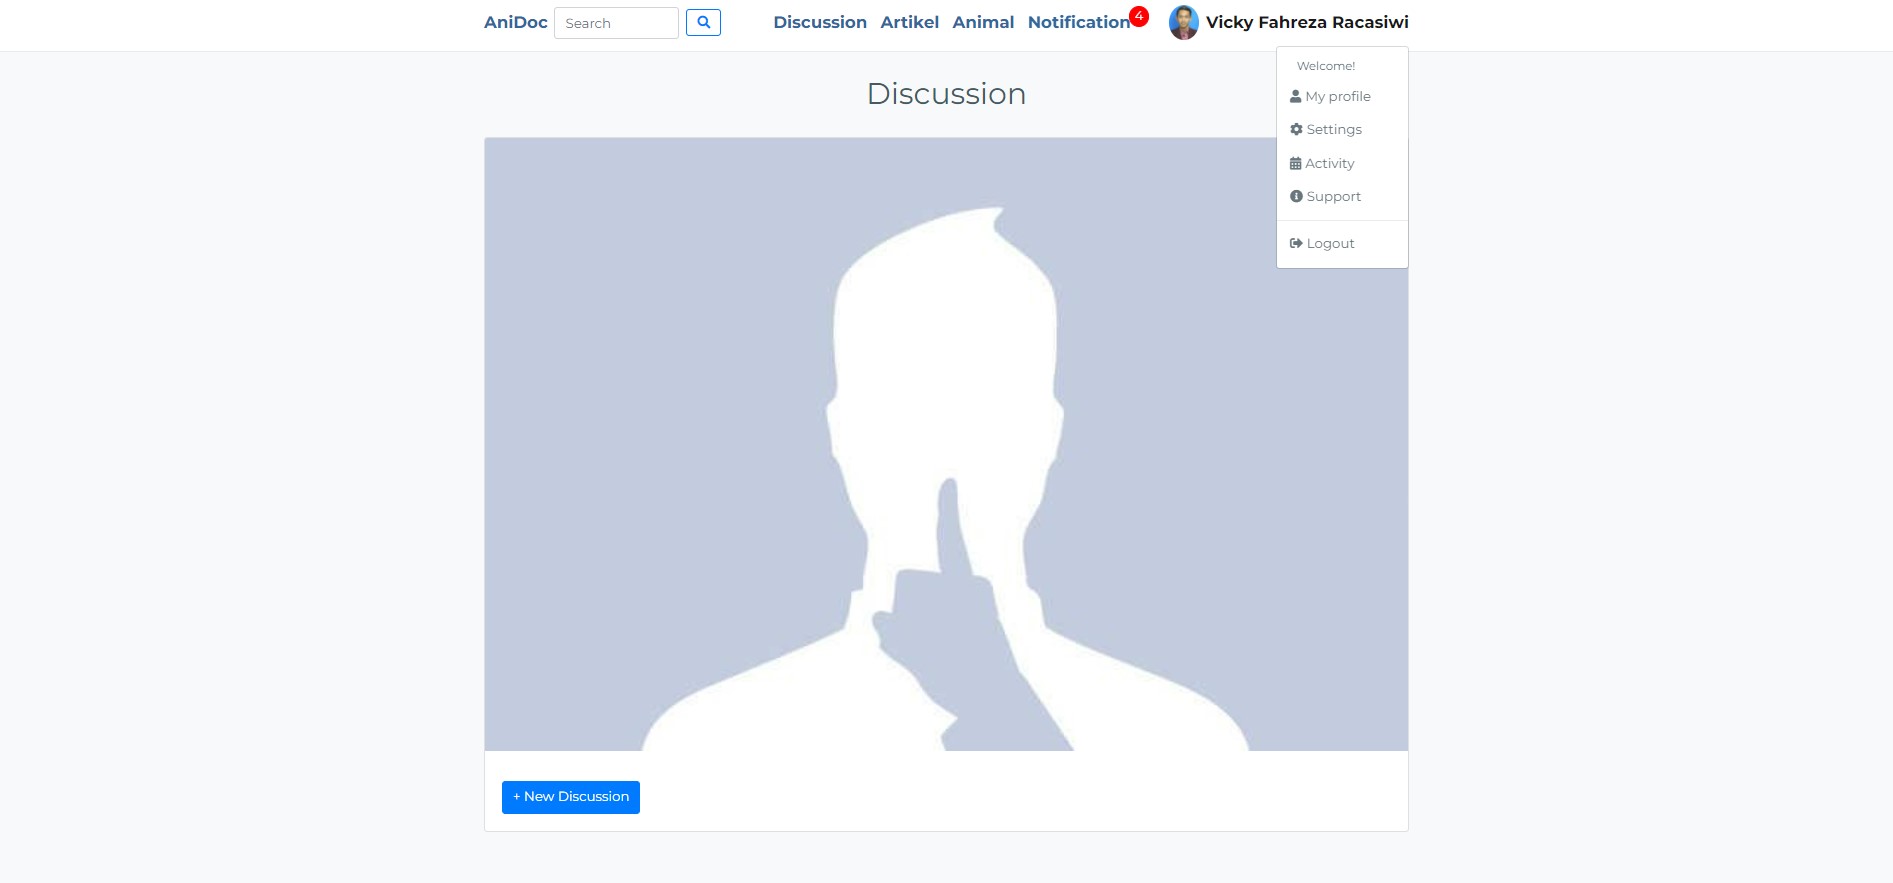 AniDoc Search Discussion Artikel Animal Notification 4 Vicky Fahreza Racasiwi
Welcome!
My profile
Settings
Activity
Support
Logout
Discussion
+ New Discussion